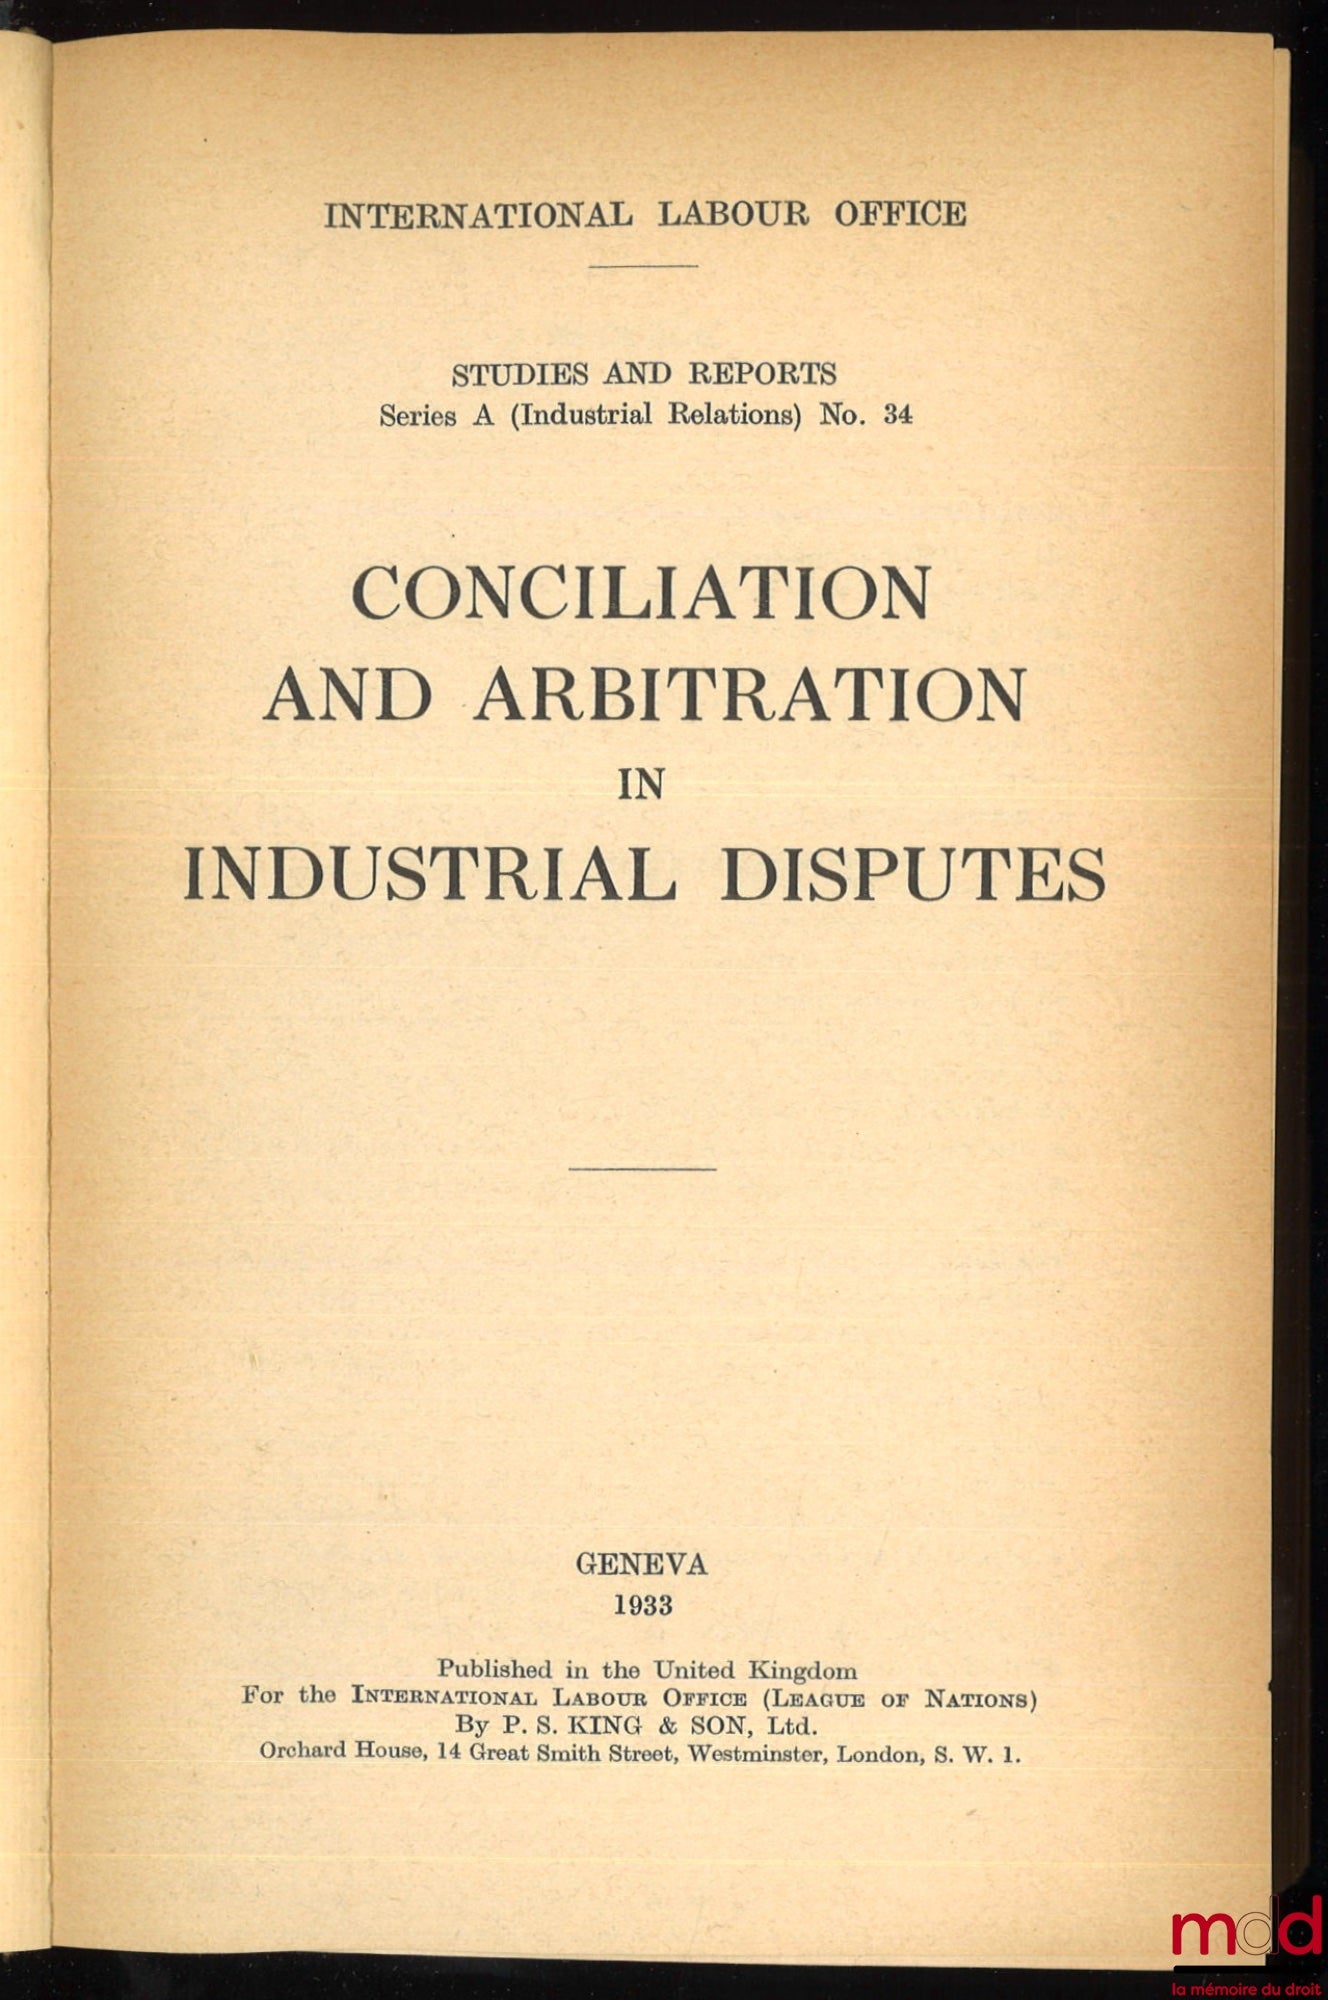 INTERNATIONAL LABOUR OFFICE
STUDIES AND REPORTS
Series A (Industrial Relations) No. 34
CONCILIATION
AND ARBITRATION
IN
INDUSTRIAL DISPUTES
GENEVA
1933
Published in the United Kingdom
For the INTERNATIONAL LABOUR OFFICE (LEAGUE OF NATIONS)
By P. S. KING & SON, Ltd.
Orchard House, 14 Great Smith Street, Westminster, London, S. W. 1.
mdd
la mémoire du droit